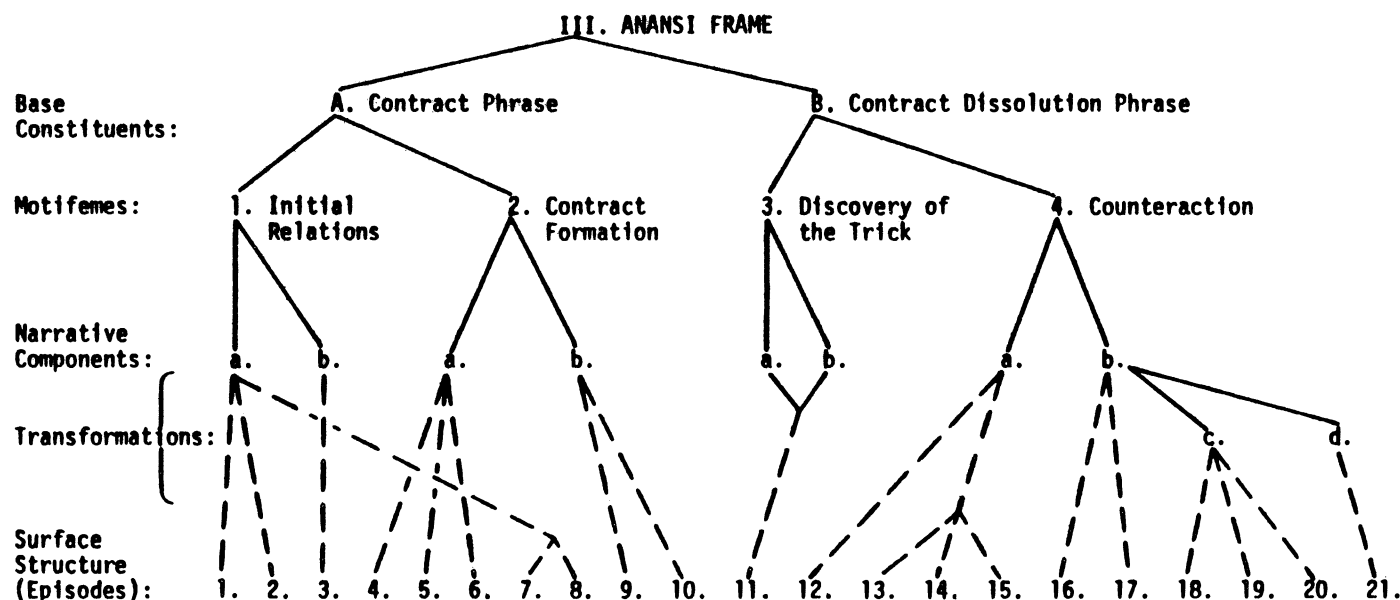 III. ANANSI FRAME
Base Constituents: A. Contract Phrase B. Contract Dissolution Phrase
Motifemes: 1. Initial Relations 2. Contract Formation 3. Discovery of the Trick 4. Counteraction
Narrative Components: a. b. a. b. a. b. a. b.
Transformations: c. d.
Surface Structure (Episodes): 1. 2. 3. 4. 5. 6. 7. 8. 9. 10. 11. 12. 13. 14. 15. 16. 17. 18. 19. 20. 21.